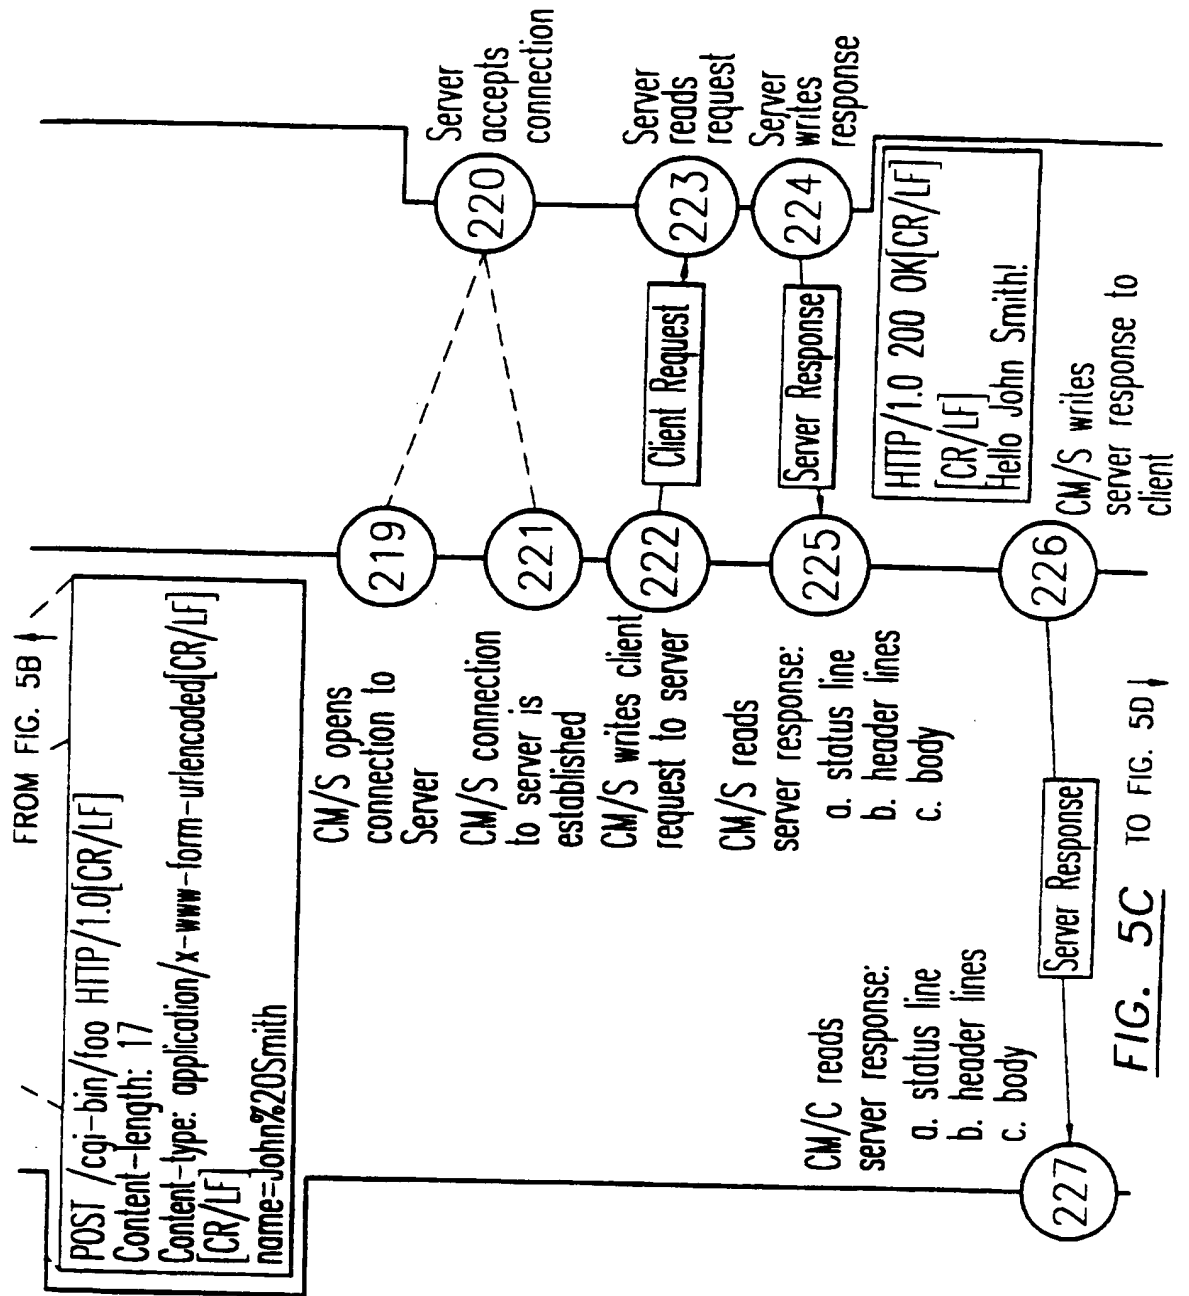 FROM FIG. 5B
POST /cgi-bin/foo HTTP/1.0[CR/LF]
Content-length: 17
Content-type: application/x-www-form-urlencoded[CR/LF]
[CR/LF]
name=John%20Smith
219
CM/S opens
connection to
Server
220
Server
accepts
connection
221
CM/S connection
to server is
established
222
CM/S writes client
request to server
Client Request
223
Server
reads
request
224
Server
writes
response
Server Response
225
CM/S reads
server response:
a. status line
b. header lines
c. body
HTTP/1.0 200 OK[CR/LF]
[CR/LF]
Hello John Smith!
226
CM/S writes
server response to
client
Server Response
227
CM/C reads
server response:
a. status line
b. header lines
c. body
FIG. 5C
TO FIG. 5D